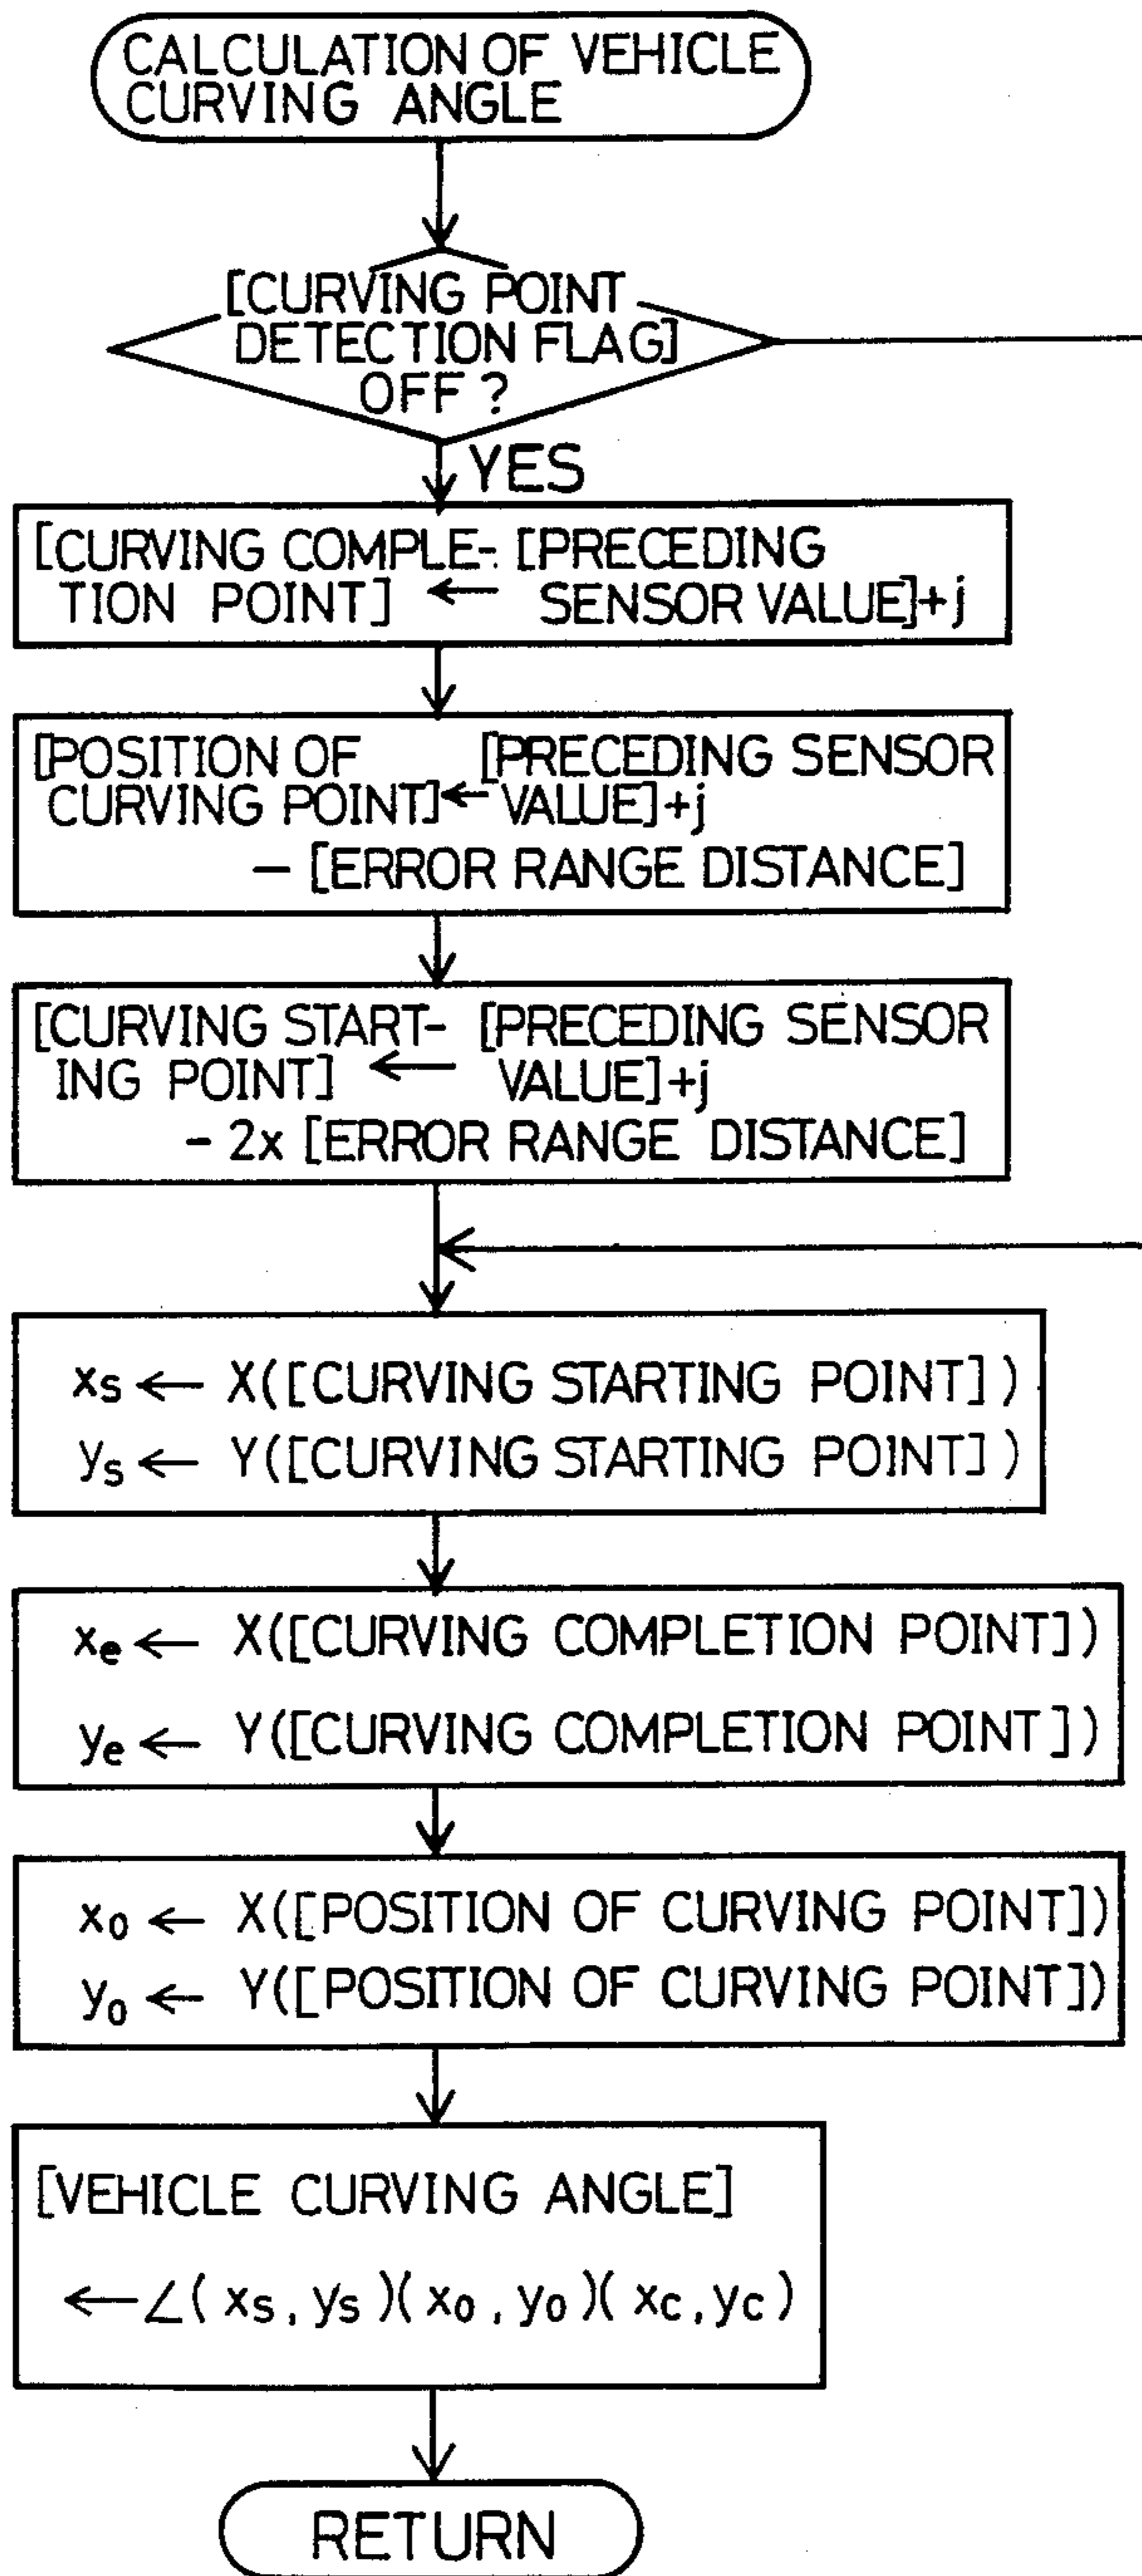 CALCULATION OF VEHICLE
CURVING ANGLE
[CURVING POINT
DETECTION FLAG]
OFF ?
YES
[CURVING COMPLE- [PRECEDING
TION POINT] ← SENSOR VALUE]+j
[POSITION OF [PRECEDING SENSOR
CURVING POINT] ← VALUE]+j
− [ERROR RANGE DISTANCE]
[CURVING START- [PRECEDING SENSOR
ING POINT] ← VALUE]+j
- 2x [ERROR RANGE DISTANCE]
xs ← X([CURVING STARTING POINT])
ys ← Y([CURVING STARTING POINT])
xe ← X([CURVING COMPLETION POINT])
ye ← Y([CURVING COMPLETION POINT])
x0 ← X([POSITION OF CURVING POINT])
y0 ← Y([POSITION OF CURVING POINT])
[VEHICLE CURVING ANGLE]
← ∠(xs, ys)(x0, y0)(xc, yc)
RETURN